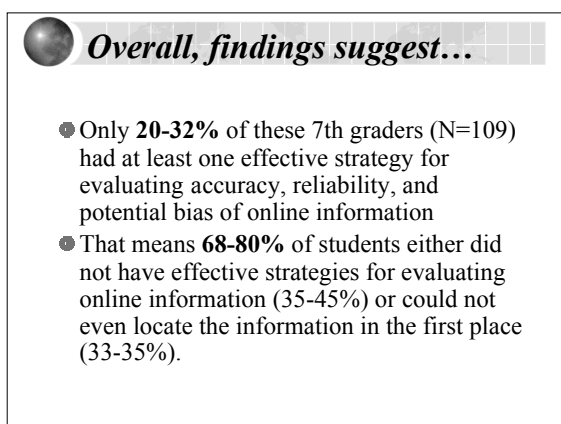 Overall, findings suggest…
Only 20-32% of these 7th graders (N=109)
had at least one effective strategy for
evaluating accuracy, reliability, and
potential bias of online information
That means 68-80% of students either did
not have effective strategies for evaluating
online information (35-45%) or could not
even locate the information in the first place
(33-35%).